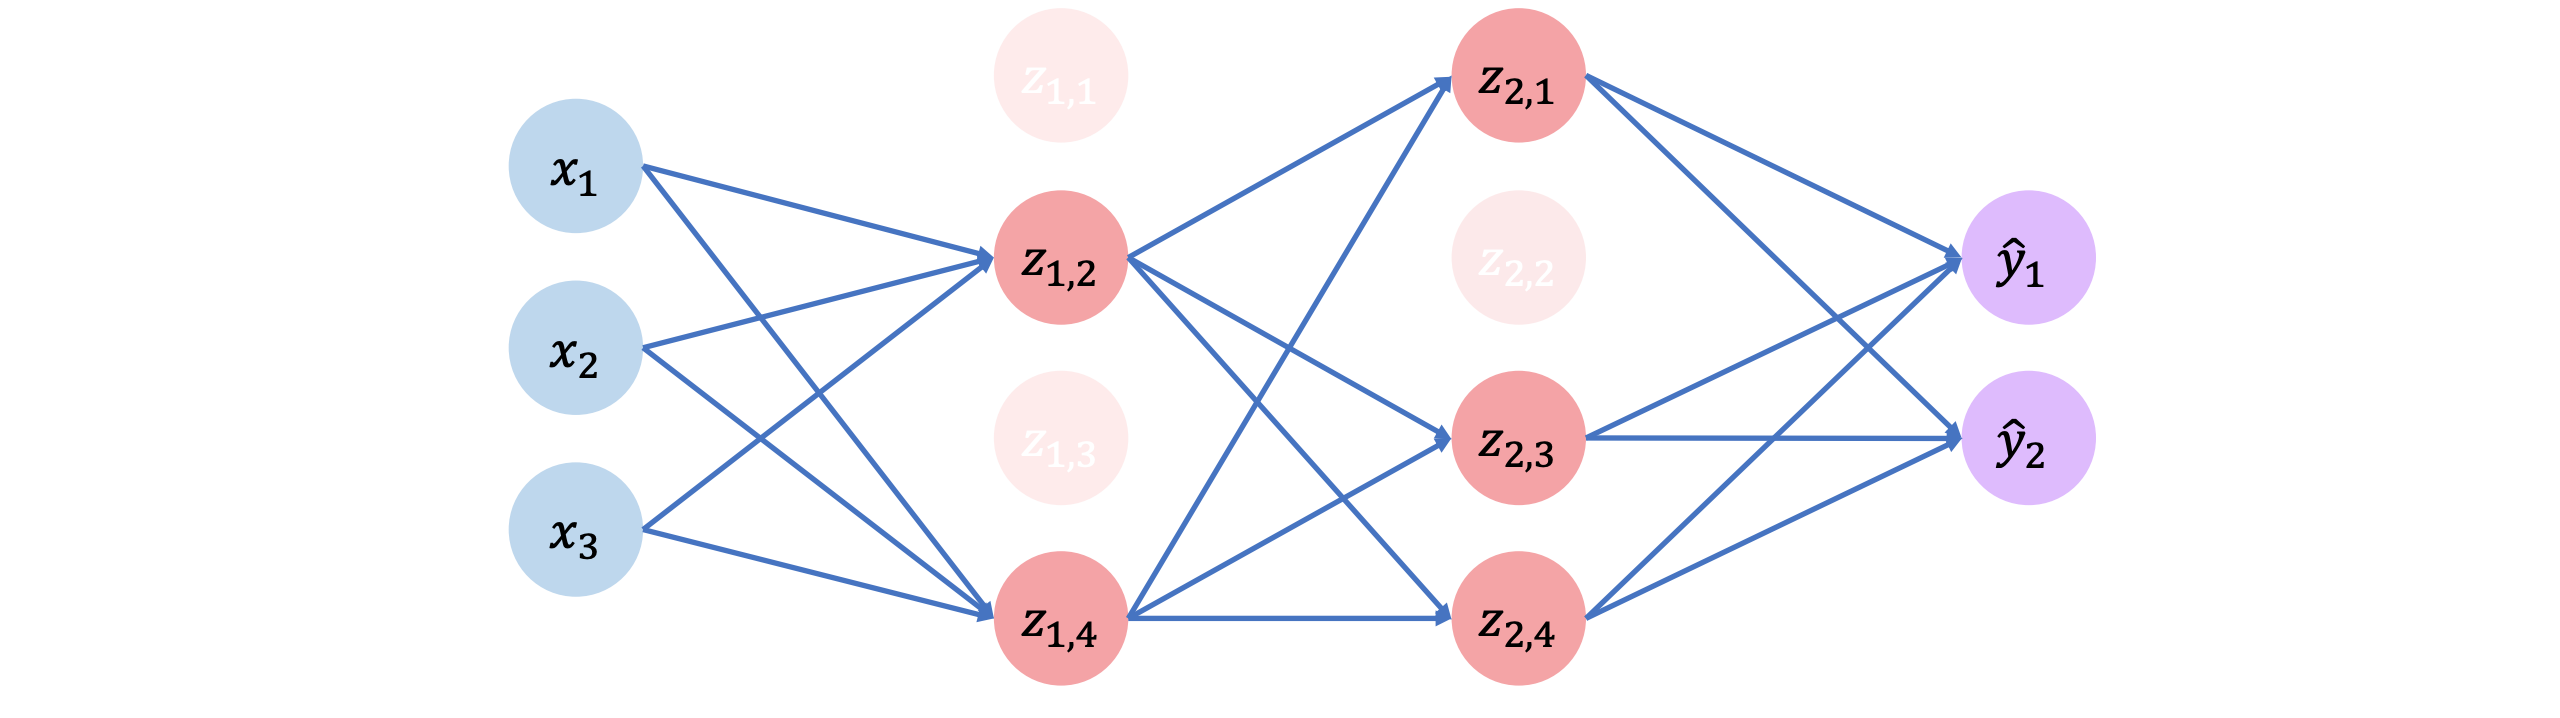 x₁
x₂
x₃
z₁,₁
z₁,₂
z₁,₃
z₁,₄
z₂,₁
z₂,₂
z₂,₃
z₂,₄
ŷ₁
ŷ₂